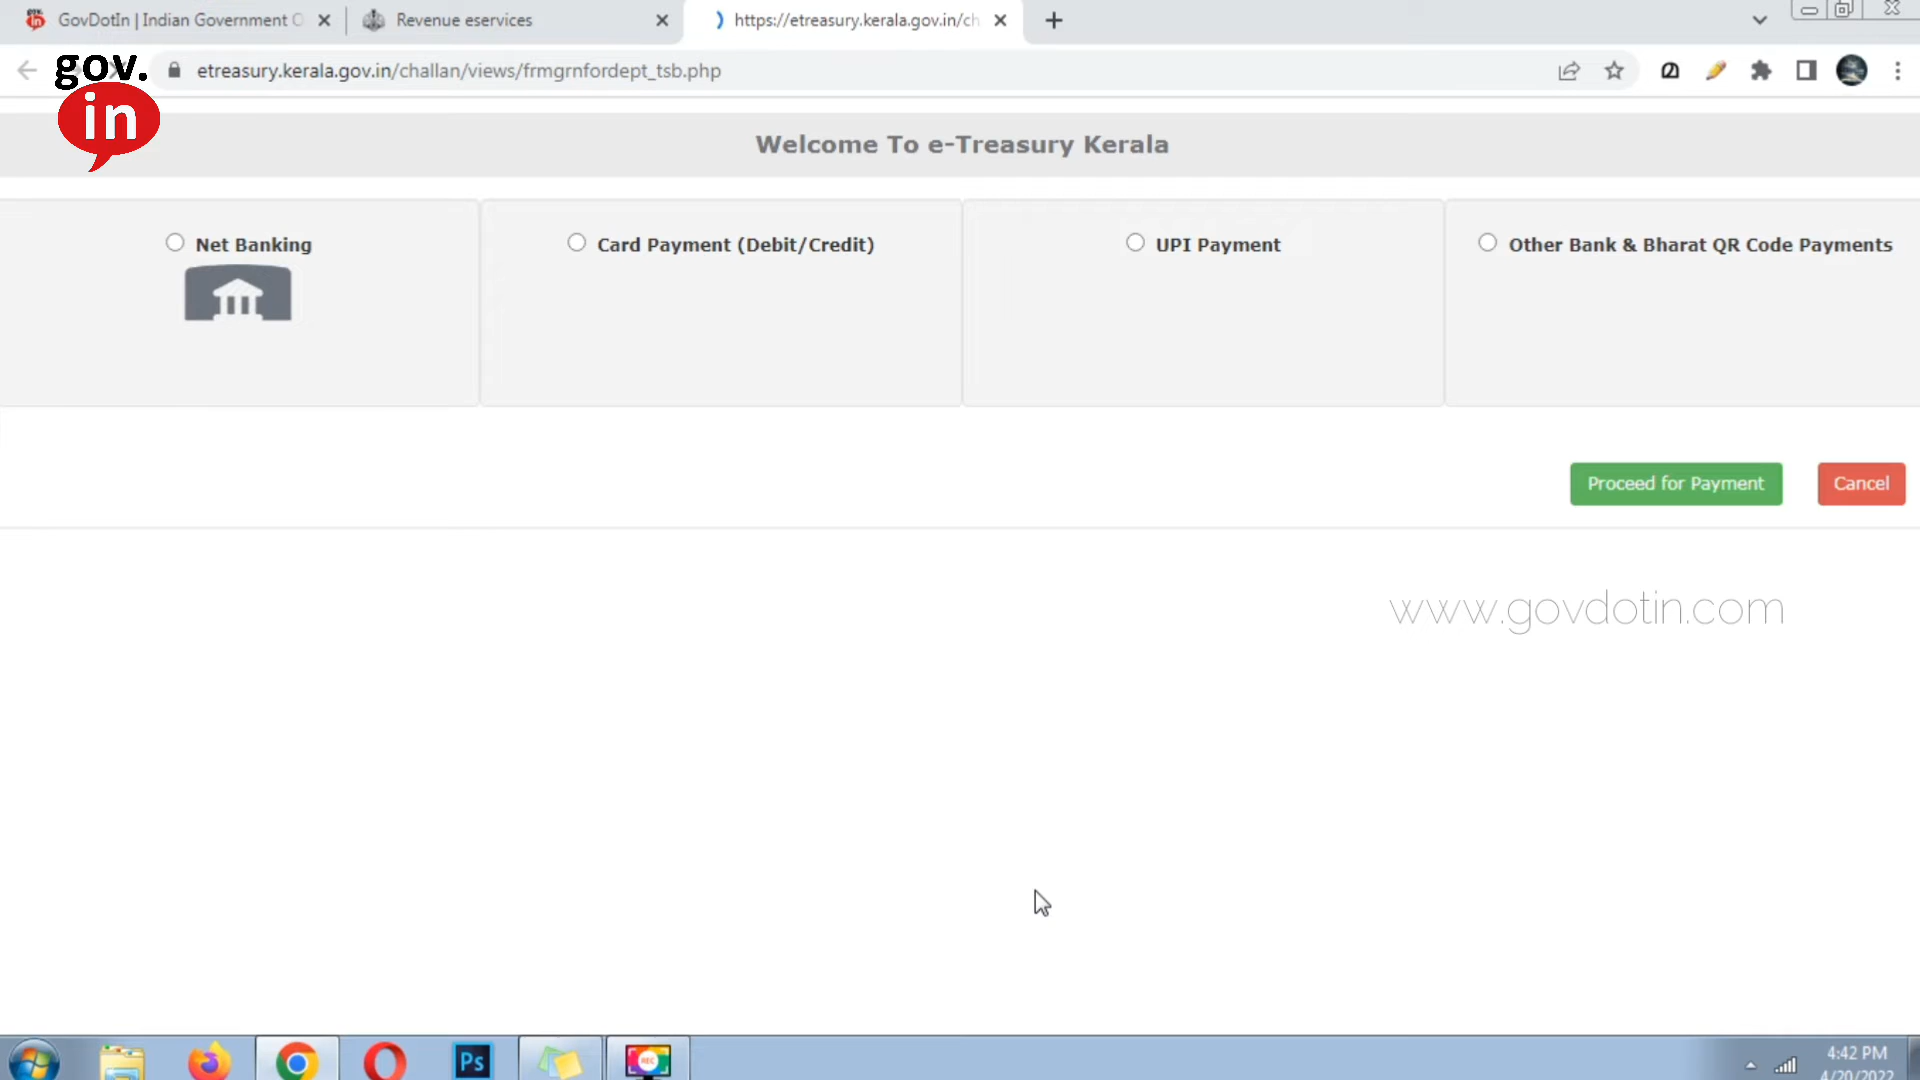 GovDotIn | Indian Government O
Revenue eservices
https://etreasury.kerala.gov.in/ch
gov.
in
etreasury.kerala.gov.in/challan/views/frmgrnfordept_tsb.php
Welcome To e-Treasury Kerala
Net Banking
Card Payment (Debit/Credit)
UPI Payment
Other Bank & Bharat QR Code Payments
Proceed for Payment
Cancel
www.govdotin.com
Ps
REC
4:42 PM
4/20/2022